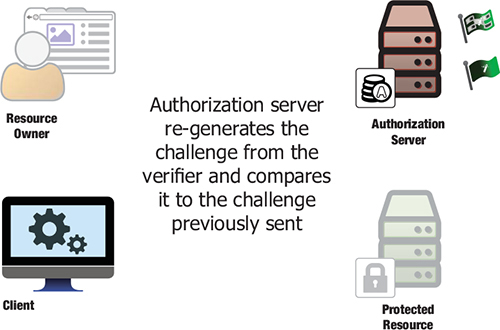 Resource
Owner
Authorization server
re-generates the
challenge from the
verifier and compares
it to the challenge
previously sent
A
Authorization
Server
Client
Protected
Resource